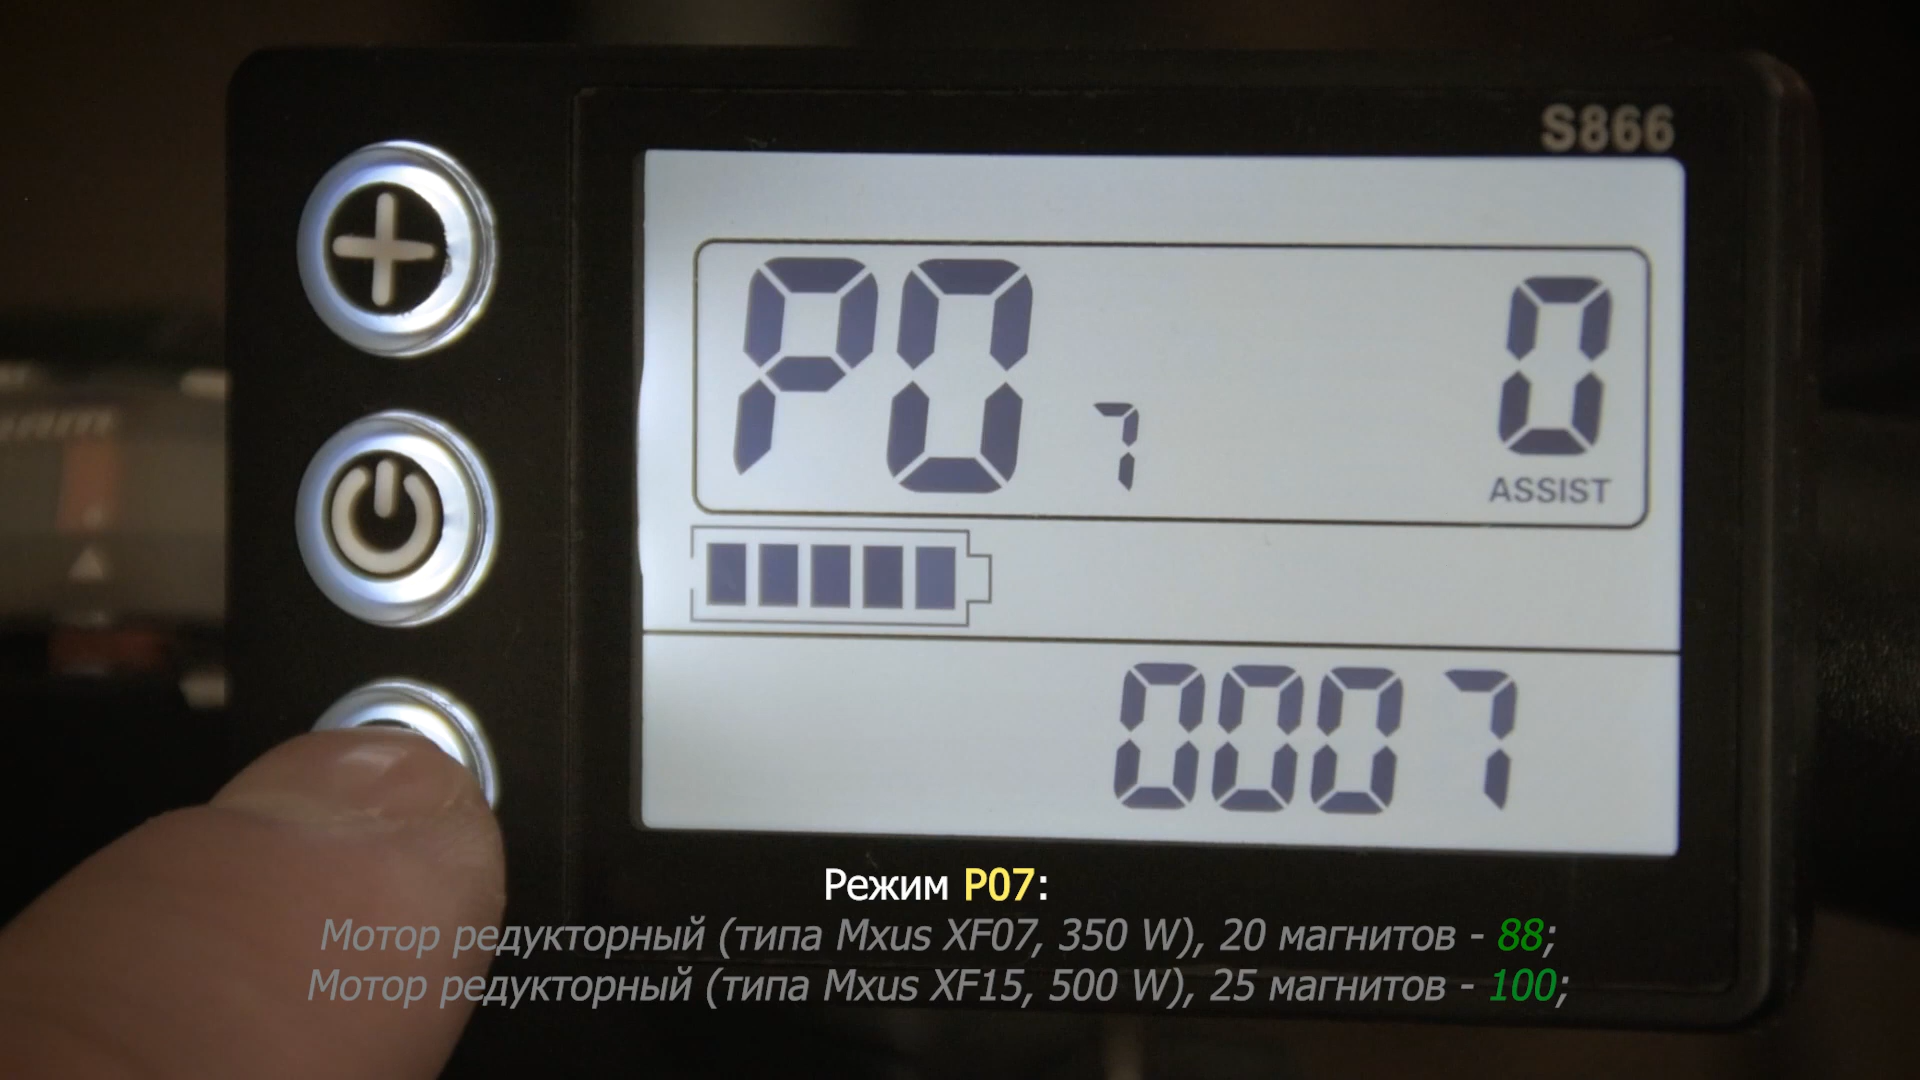 S866
P07
0
ASSIST
0007
Режим P07:
Мотор редукторный (типа Mxus XF07, 350 W), 20 магнитов - 88;
Мотор редукторный (типа Mxus XF15, 500 W), 25 магнитов - 100;